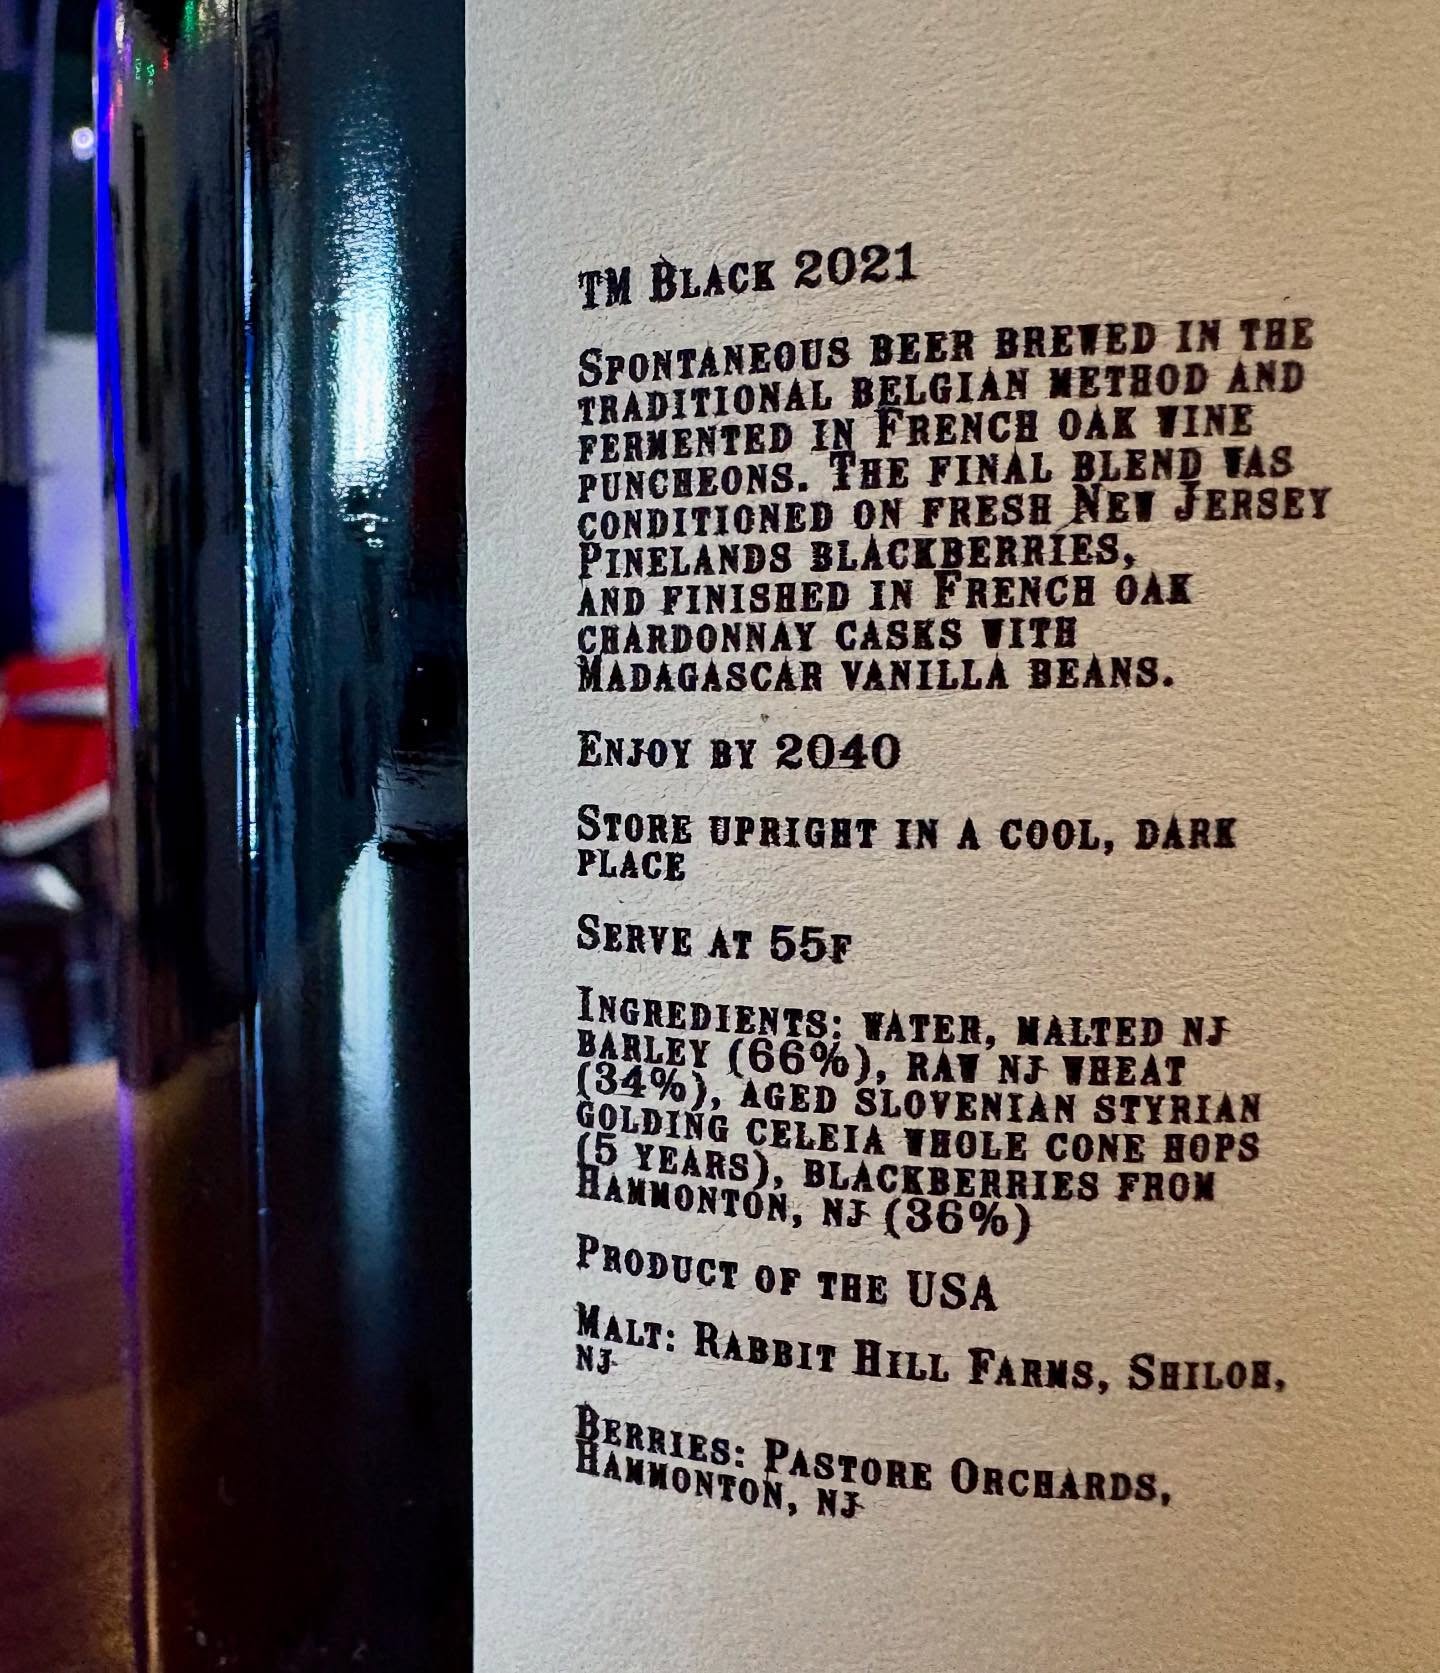 TM Black 2021
Spontaneous beer brewed in the
traditional Belgian method and
fermented in French oak wine
puncheons. The final blend was
conditioned on fresh New Jersey
Pinelands blackberries,
and finished in French oak
chardonnay casks with
Madagascar vanilla beans.
Enjoy by 2040
Store upright in a cool, dark
place
Serve at 55F
Ingredients: water, malted NJ
barley (66%), raw NJ wheat
(34%), aged Slovenian Styrian
Golding Celeia whole cone hops
(5 years), blackberries from
Hammonton, NJ (36%)
Product of the USA
Malt: Rabbit Hill Farms, Shiloh,
NJ
Berries: Pastore Orchards,
Hammonton, NJ